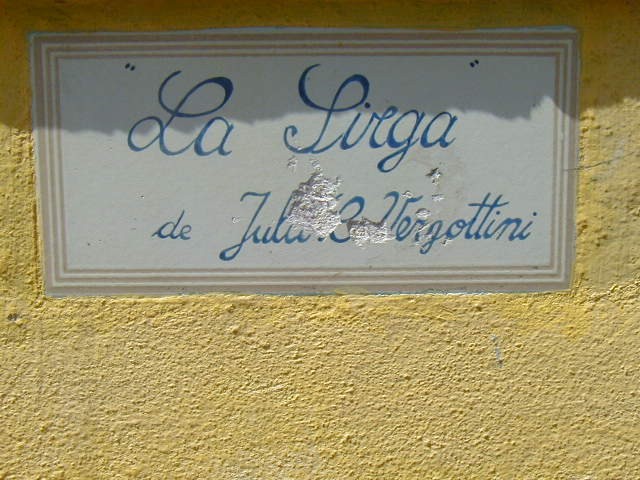 "La Sirga"
de B. Vergottini